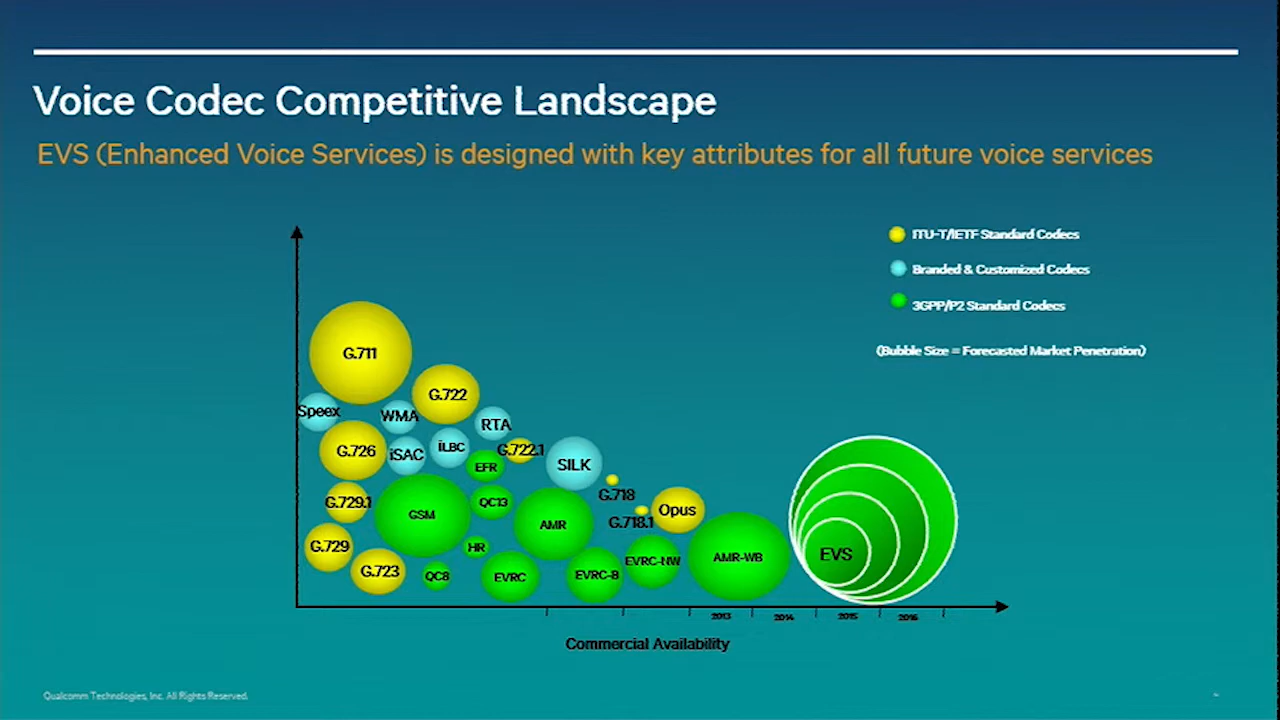 Voice Codec Competitive Landscape
EVS (Enhanced Voice Services) is designed with key attributes for all future voice services
ITU-T/IETF Standard Codecs
Branded & Customized Codecs
3GPP/P2 Standard Codecs
(Bubble Size = Forecasted Market Penetration)
G.711
G.722
Speex
WMA
RTA
G.726
iSAC
iLBC
G.722.1
EFR
SILK
G.718
G.729.1
GSM
QC13
AMR
G.718.1
Opus
G.729
HR
G.723
QC8
EVRC
EVRC-B
EVRC-NW
AMR-WB
EVS
2013
2014
2015
2016
Commercial Availability
Qualcomm Technologies, Inc. All Rights Reserved.